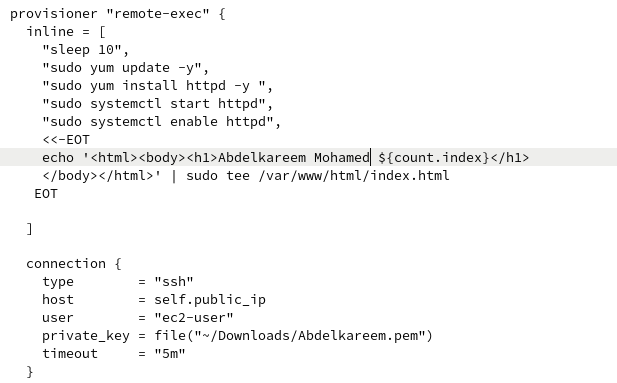 provisioner "remote-exec" {
  inline = [
    "sleep 10",
    "sudo yum update -y",
    "sudo yum install httpd -y ",
    "sudo systemctl start httpd",
    "sudo systemctl enable httpd",
    <<-EOT
    echo '<html><body><h1>Abdelkareem Mohamed ${count.index}</h1>
    </body></html>' | sudo tee /var/www/html/index.html
   EOT

  ]

  connection {
    type        = "ssh"
    host        = self.public_ip
    user        = "ec2-user"
    private_key = file("~/Downloads/Abdelkareem.pem")
    timeout     = "5m"
  }